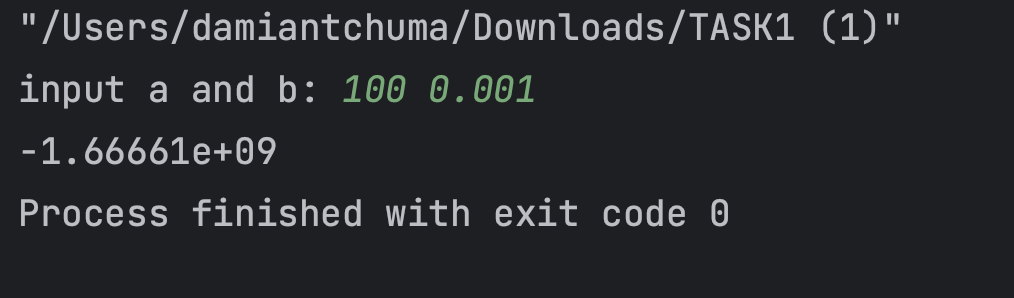 "/Users/damiantchuma/Downloads/TASK1 (1)"
input a and b: 100 0.001
-1.66661e+09
Process finished with exit code 0